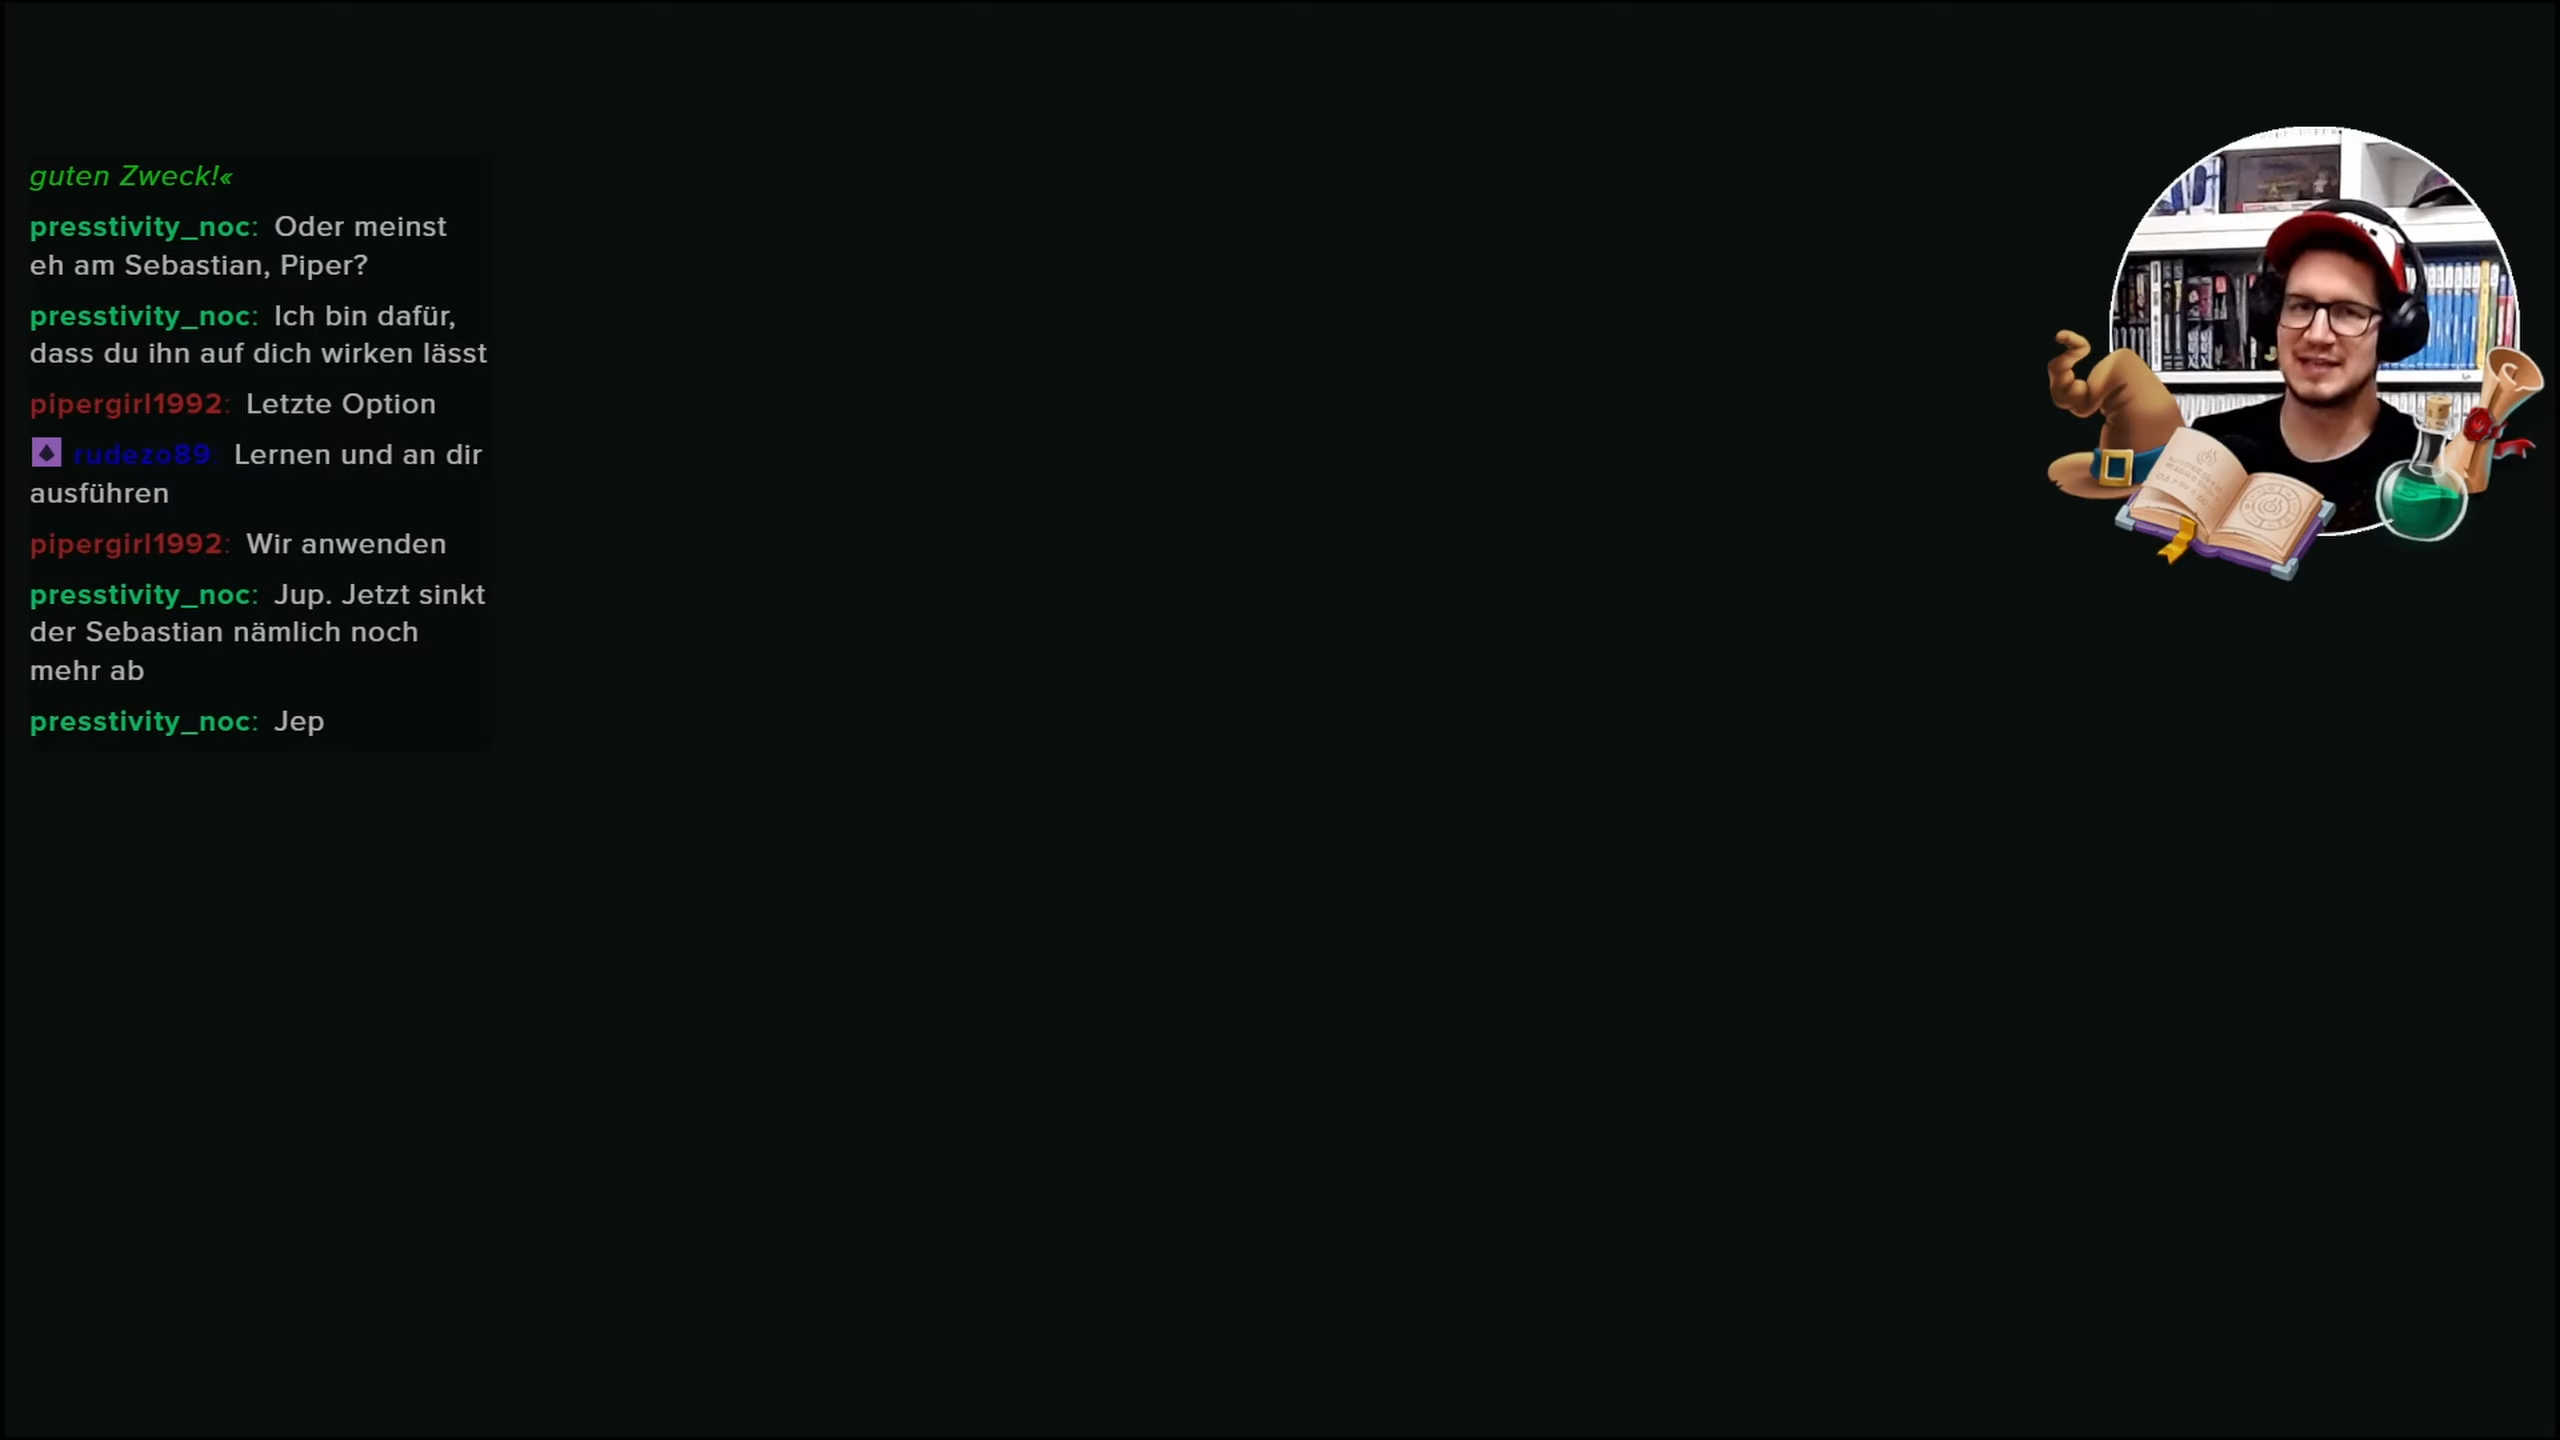 guten Zweck!«
presstivity_noc: Oder meinst
eh am Sebastian, Piper?
presstivity_noc: Ich bin dafür,
dass du ihn auf dich wirken lässt
pipergirl1992: Letzte Option
rudezo89: Lernen und an dir
ausführen
pipergirl1992: Wir anwenden
presstivity_noc: Jup. Jetzt sinkt
der Sebastian nämlich noch
mehr ab
presstivity_noc: Jep